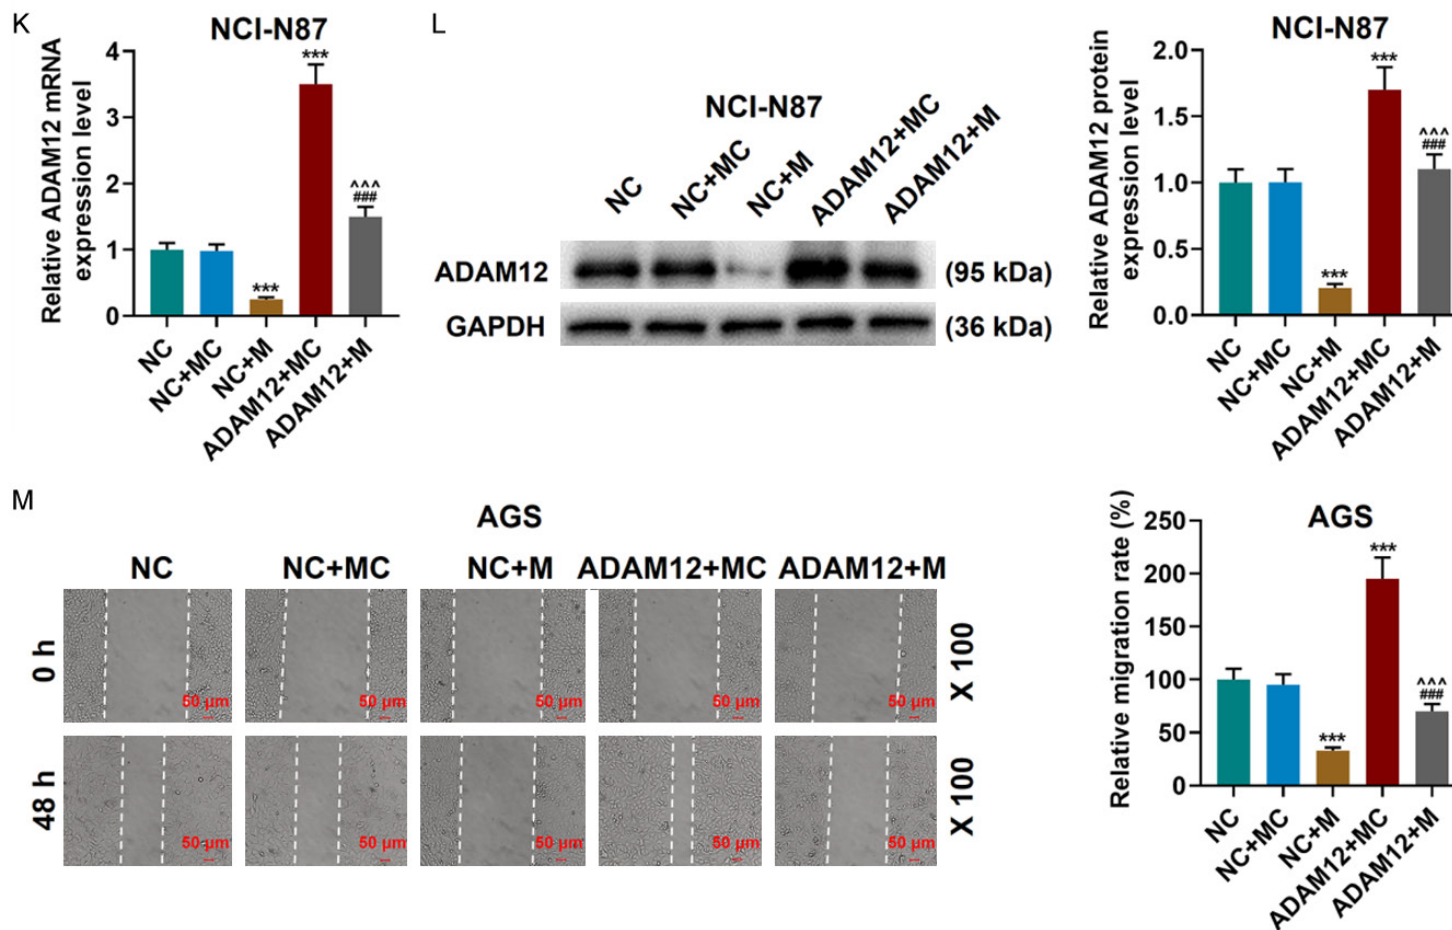 K
NCI-N87
Relative ADAM12 mRNA
expression level
4
3
2
1
0
***
***
^^^
###
NC
NC+MC
NC+M
ADAM12+MC
ADAM12+M
L
NCI-N87
NC
NC+MC
NC+M
ADAM12+MC
ADAM12+M
ADAM12
(95 kDa)
GAPDH
(36 kDa)
NCI-N87
Relative ADAM12 protein
expression level
2.0
1.5
1.0
0.5
0.0
***
***
^^^
###
NC
NC+MC
NC+M
ADAM12+MC
ADAM12+M
M
AGS
NC
NC+MC
NC+M
ADAM12+MC
ADAM12+M
0 h
50 μm
50 μm
50 μm
50 μm
50 μm
X 100
48 h
50 μm
50 μm
50 μm
50 μm
50 μm
X 100
AGS
Relative migration rate (%)
250
200
150
100
50
0
***
***
^^^
###
NC
NC+MC
NC+M
ADAM12+MC
ADAM12+M